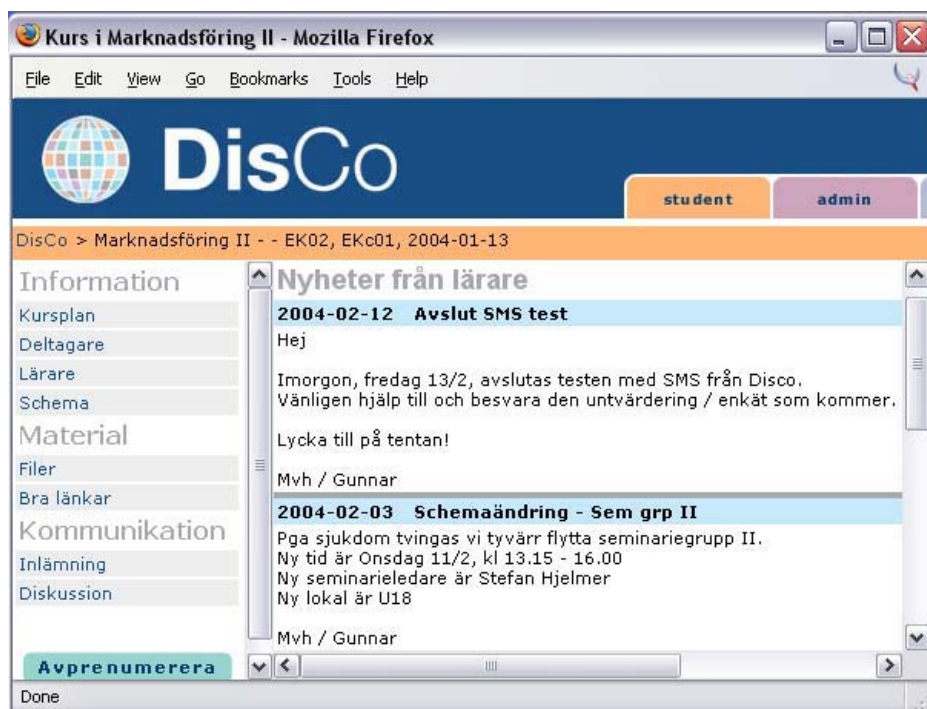 Kurs i Marknadsföring II - Mozilla Firefox
File Edit View Go Bookmarks Tools Help
DisCo
student admin
DisCo > Marknadsföring II - - EK02, EKc01, 2004-01-13
Information
Kursplan
Deltagare
Lärare
Schema
Material
Filer
Bra länkar
Kommunikation
Inlämning
Diskussion
Avprenumerera
Nyheter från lärare
2004-02-12 Avslut SMS test
Hej
Imorgon, fredag 13/2, avslutas testen med SMS från Disco.
Vänligen hjälp till och besvara den untvärdering / enkät som kommer.
Lycka till på tentan!
Mvh / Gunnar
2004-02-03 Schemaändring - Sem grp II
Pga sjukdom tvingas vi tyvärr flytta seminariegrupp II.
Ny tid är Onsdag 11/2, kl 13.15 - 16.00
Ny seminarieledare är Stefan Hjelmer
Ny lokal är U18
Mvh / Gunnar
Done